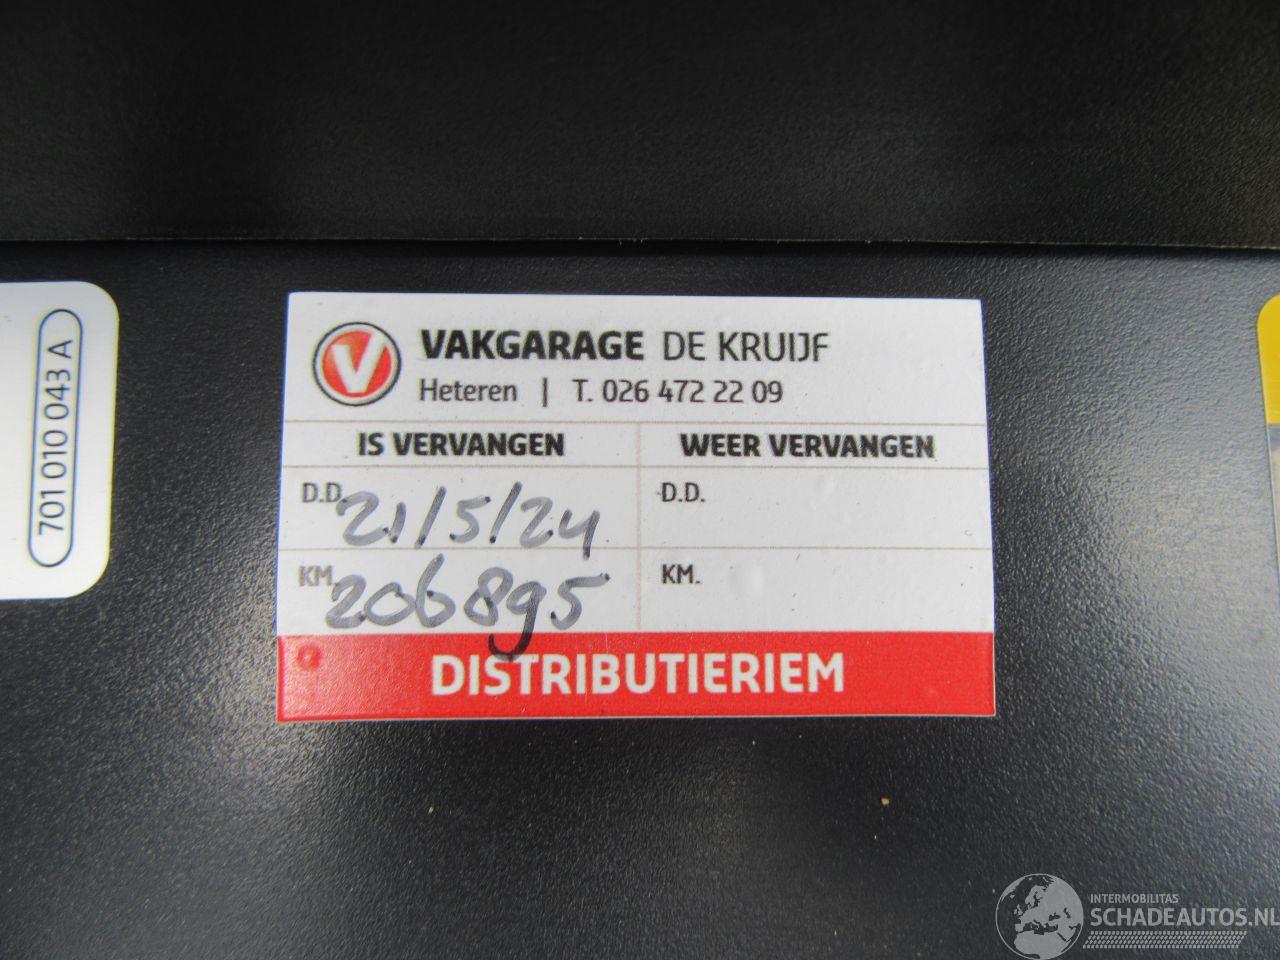 701 010 043 A
V
VAKGARAGE DE KRUIJF
Heteren | T. 026 472 22 09
IS VERVANGEN WEER VERVANGEN
D.D. 21/5/24 D.D.
KM. 206895 KM.
DISTRIBUTIERIEM
INTERMOBILITAS
SCHADEAUTOS.NL